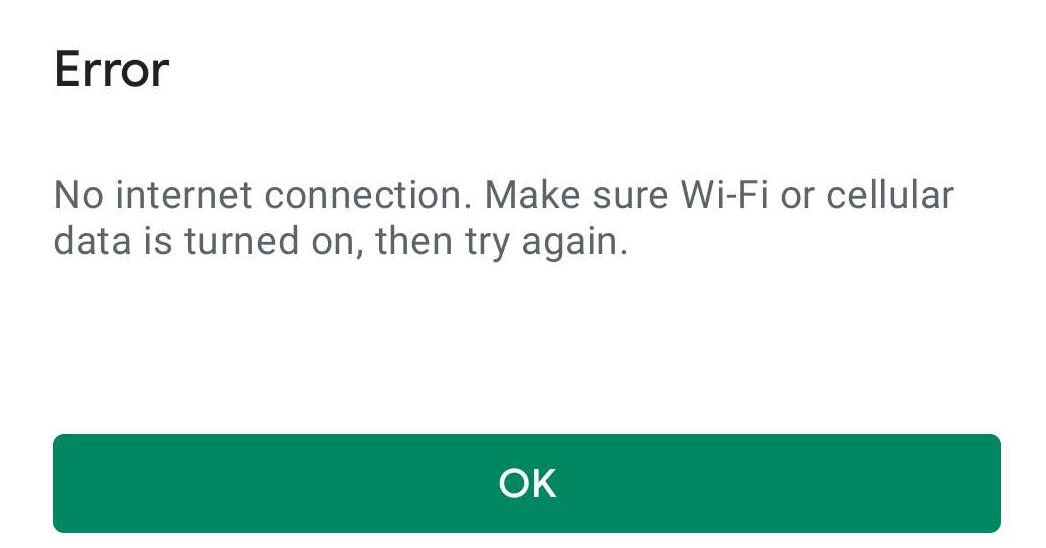 Error
No internet connection. Make sure Wi-Fi or cellular
data is turned on, then try again.
OK